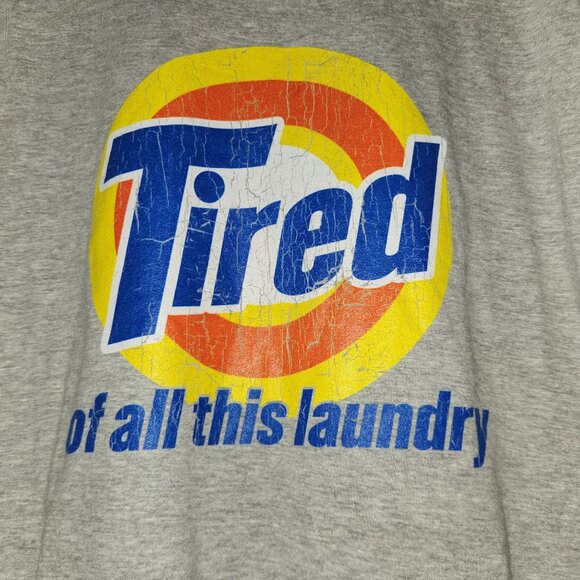 Tired
of all this laundry